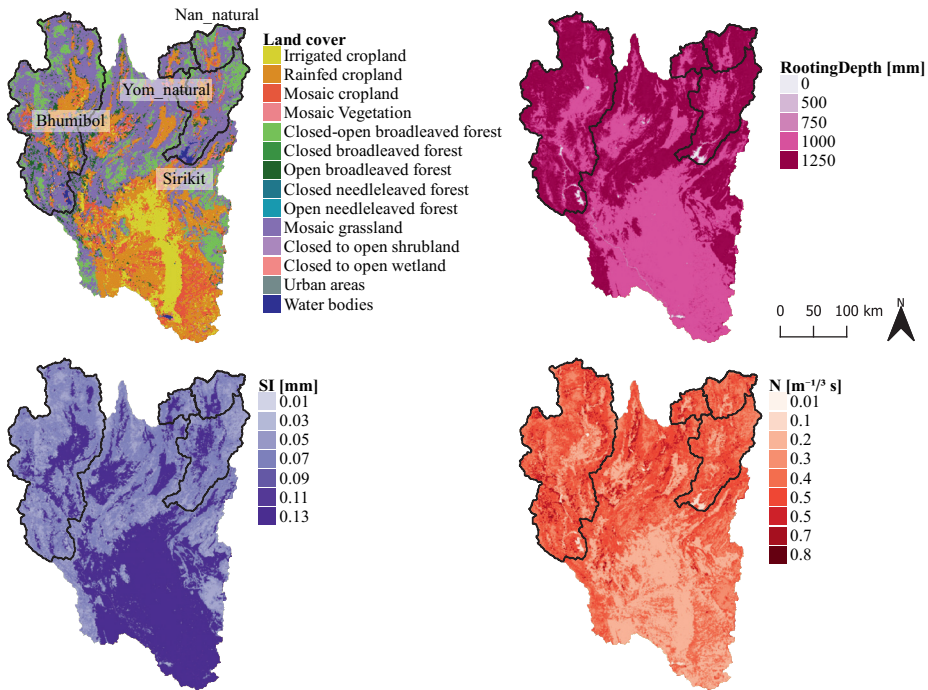 Nan_natural
Land cover
Irrigated cropland
Rainfed cropland
Mosaic cropland
Mosaic Vegetation
Closed-open broadleaved forest
Closed broadleaved forest
Open broadleaved forest
Closed needleleaved forest
Open needleleaved forest
Mosaic grassland
Closed to open shrubland
Closed to open wetland
Urban areas
Water bodies
Yom_natural
Bhumibol
Sirikit
RootingDepth [mm]
0
500
750
1000
1250
0 50 100 km
N
SI [mm]
0.01
0.03
0.05
0.07
0.09
0.11
0.13
N [m⁻¹/³ s]
0.01
0.1
0.2
0.3
0.4
0.5
0.5
0.7
0.8